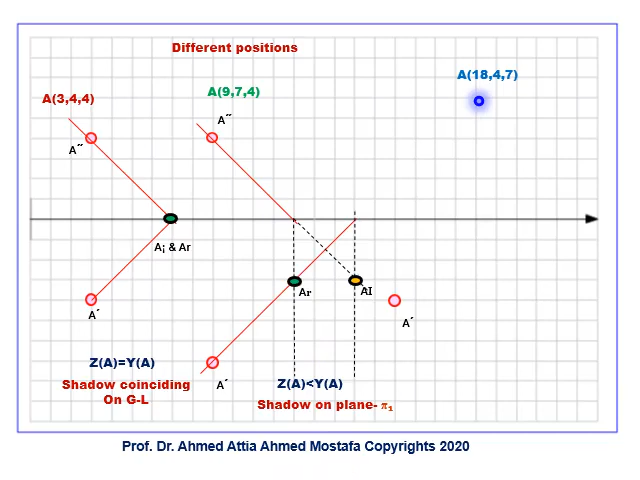 Different positions
A(18,4,7)
A(3,4,4)
A(9,7,4)
A˝
A˝
A¡ & Ar
Ar
A˝
A´
A´
Z(A)=Y(A)
Shadow coinciding
On G-L
A´
Z(A)<Y(A)
Shadow on plane- π₁
Prof. Dr. Ahmed Attia Ahmed Mostafa Copyrights 2020